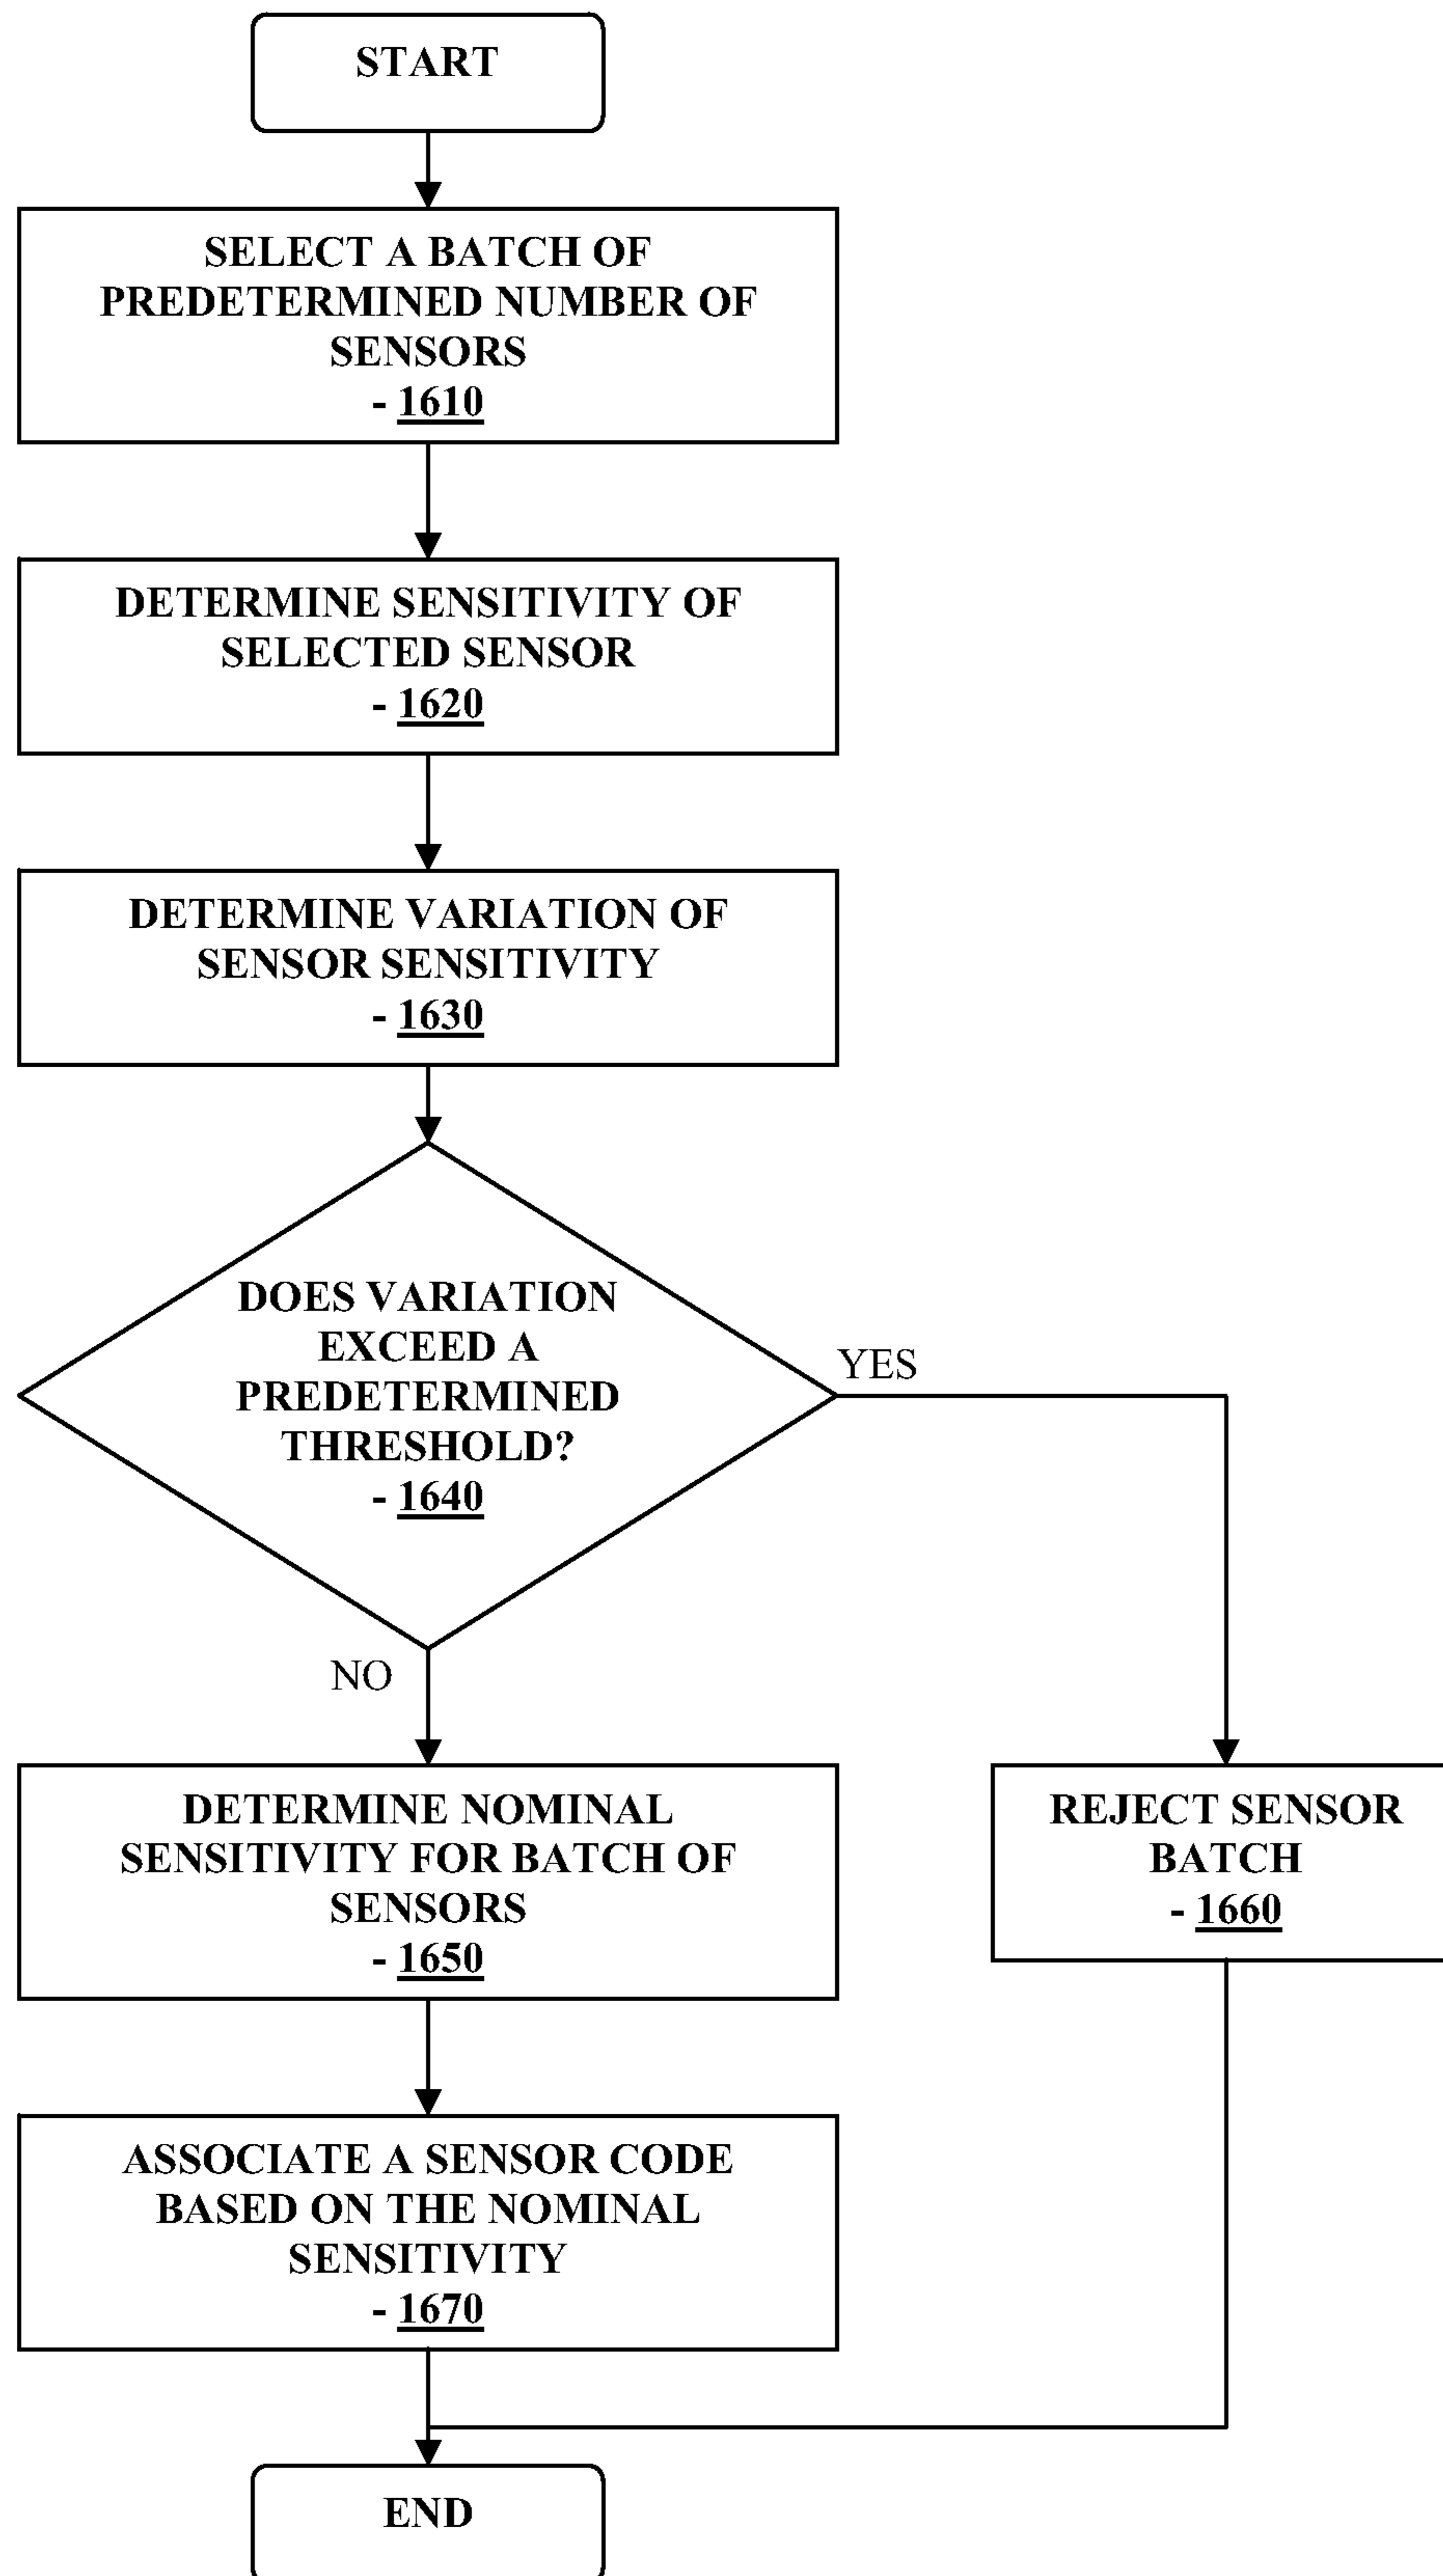 START
SELECT A BATCH OF
PREDETERMINED NUMBER OF
SENSORS
- 1610
DETERMINE SENSITIVITY OF
SELECTED SENSOR
- 1620
DETERMINE VARIATION OF
SENSOR SENSITIVITY
- 1630
DOES VARIATION
EXCEED A
PREDETERMINED
THRESHOLD?
- 1640
YES
NO
DETERMINE NOMINAL
SENSITIVITY FOR BATCH OF
SENSORS
- 1650
REJECT SENSOR
BATCH
- 1660
ASSOCIATE A SENSOR CODE
BASED ON THE NOMINAL
SENSITIVITY
- 1670
END